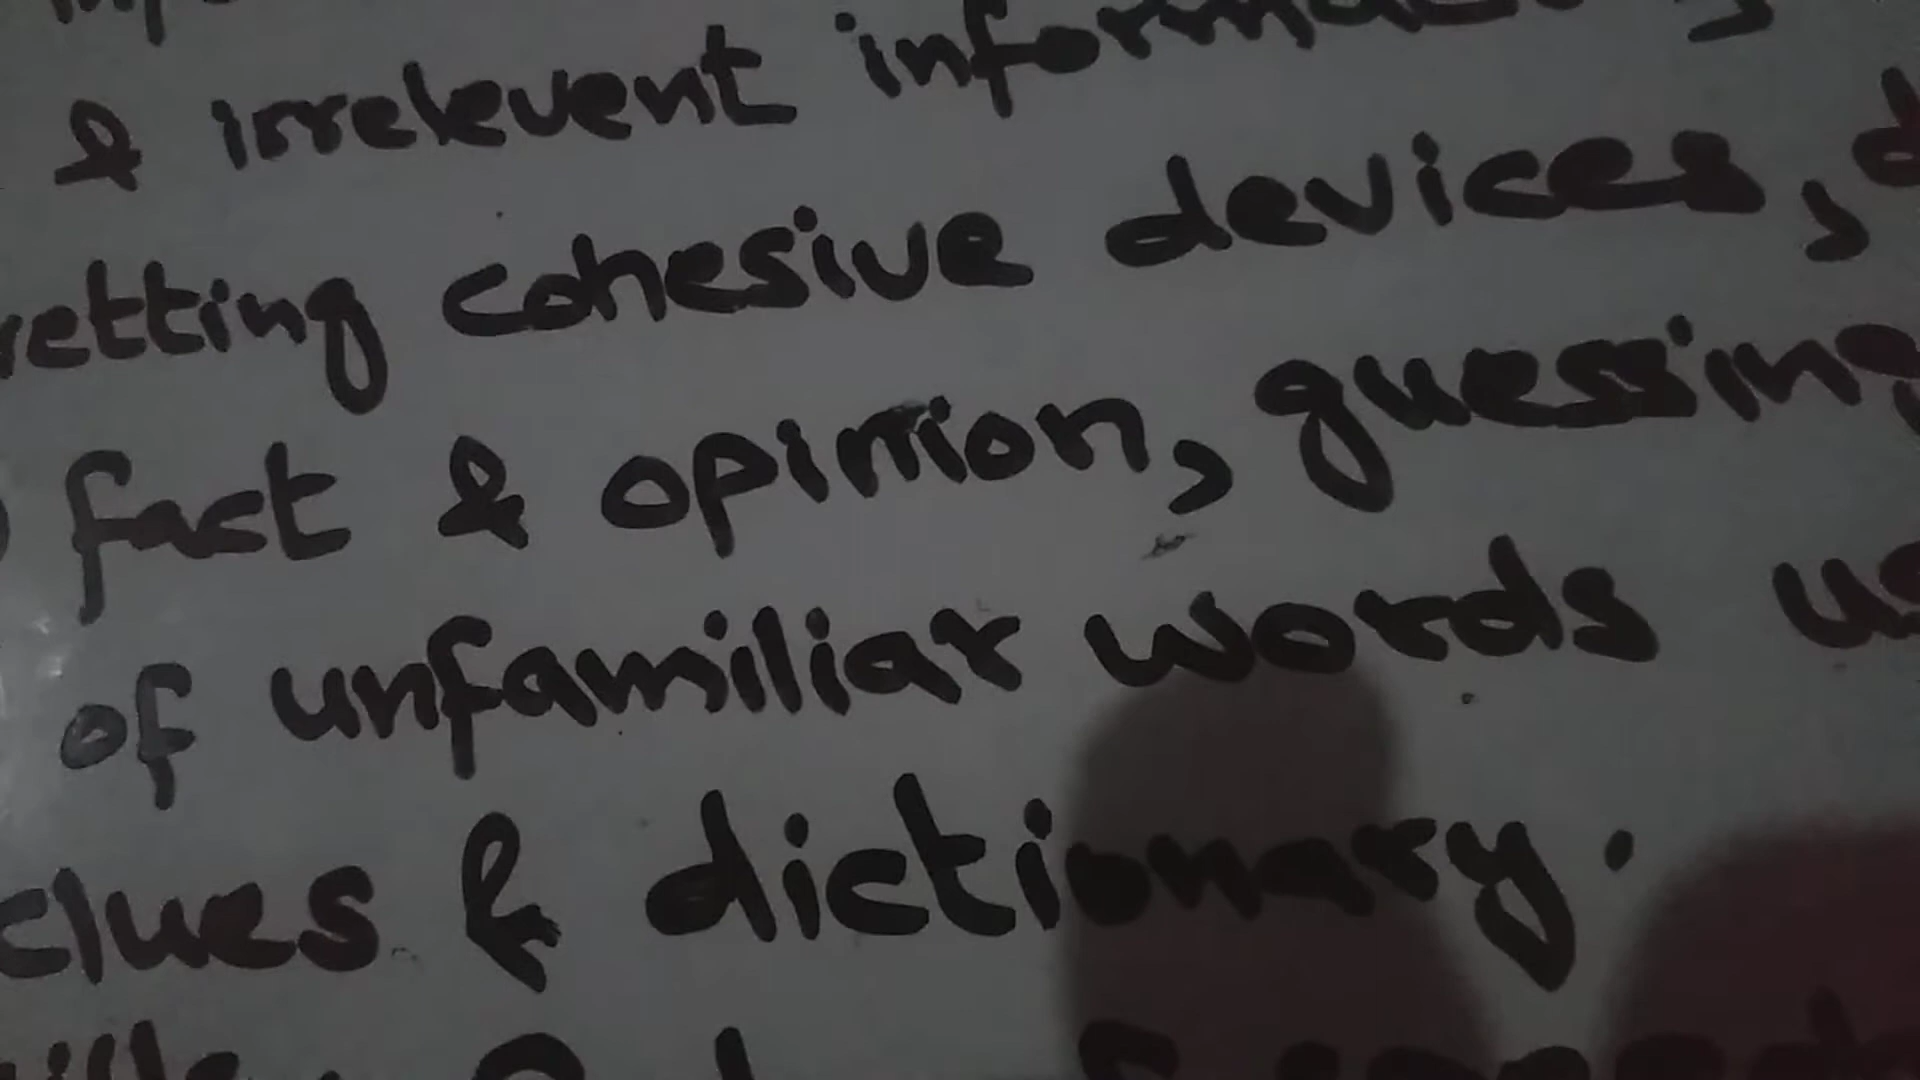 & irrelevent
retting cohesive devices,
fact & opinion, guessing
of unfamiliar words
clues & dictionary.